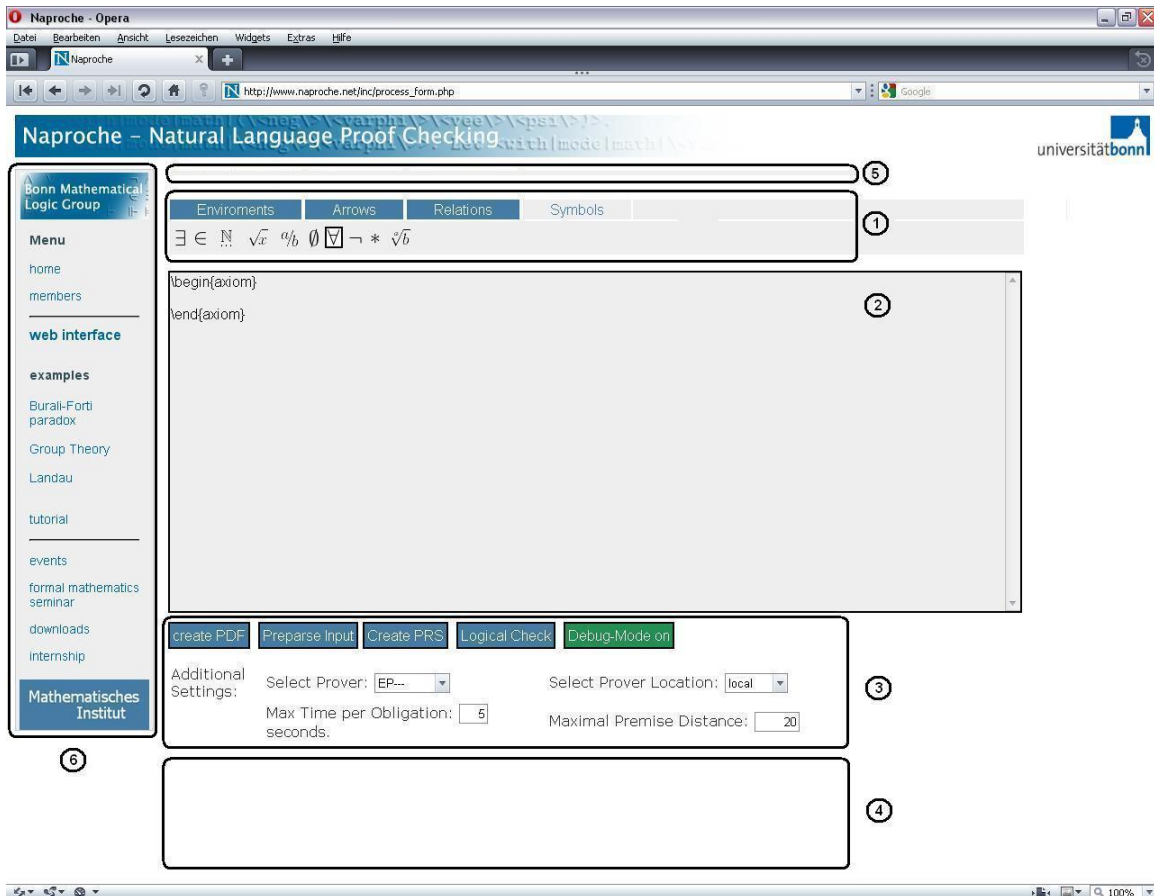 Naproche - Opera
Datei Bearbeiten Ansicht Lesezeichen Widgets Extras Hilfe
Naproche
http://www.naproche.net/inc/process_form.php
Google
Naproche – Natural Language Proof Checking
universitätbonn
5
Bonn Mathematical
Logic Group
Enviroments Arrows Relations Symbols
1
∃ ∈ ℕ √x a/b ∅ ∀ ¬ * ᵃ√b
Menu
home
members
web interface
examples
Burali-Forti
paradox
Group Theory
Landau
tutorial
events
formal mathematics
seminar
downloads
internship
Mathematisches
Institut
6
\begin{axiom}
\end{axiom}
2
create PDF Preparse Input Create PRS Logical Check Debug-Mode on
Additional
Settings:
Select Prover: EP---
Select Prover Location: local
Max Time per Obligation: 5
seconds.
Maximal Premise Distance: 20
3
4
100%